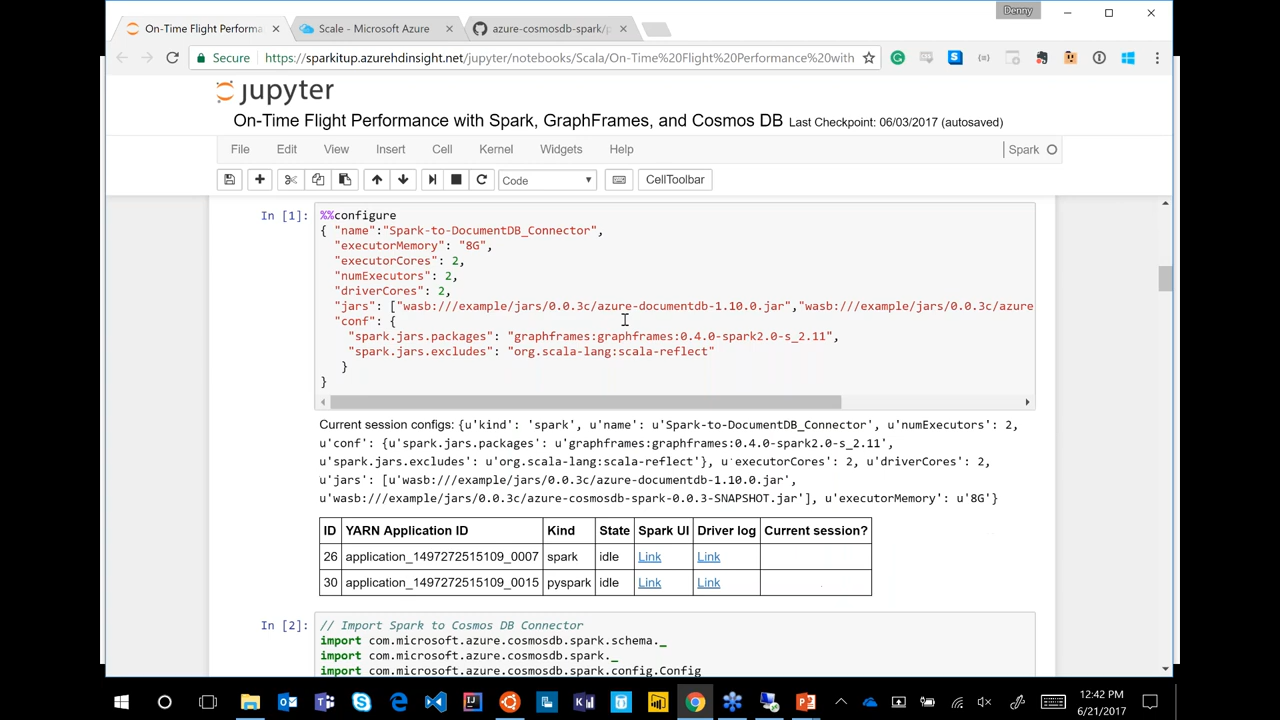 Denny
On-Time Flight Performa
Scale - Microsoft Azure
azure-cosmosdb-spark/p
Secure
https://sparkitup.azurehdinsight.net/jupyter/notebooks/Scala/On-Time%20Flight%20Performance%20with
jupyter
On-Time Flight Performance with Spark, GraphFrames, and Cosmos DB Last Checkpoint: 06/03/2017 (autosaved)
File Edit View Insert Cell Kernel Widgets Help
Spark
Code
CellToolbar
In [1]:
%%configure
{ "name":"Spark-to-DocumentDB_Connector",
"executorMemory": "8G",
"executorCores": 2,
"numExecutors": 2,
"driverCores": 2,
"jars": ["wasb:///example/jars/0.0.3c/azure-documentdb-1.10.0.jar","wasb:///example/jars/0.0.3c/azure
"conf": {
"spark.jars.packages": "graphframes:graphframes:0.4.0-spark2.0-s_2.11",
"spark.jars.excludes": "org.scala-lang:scala-reflect"
}
}
Current session configs: {u'kind': 'spark', u'name': u'Spark-to-DocumentDB_Connector', u'numExecutors': 2,
u'conf': {u'spark.jars.packages': u'graphframes:graphframes:0.4.0-spark2.0-s_2.11',
u'spark.jars.excludes': u'org.scala-lang:scala-reflect'}, u'executorCores': 2, u'driverCores': 2,
u'jars': [u'wasb:///example/jars/0.0.3c/azure-documentdb-1.10.0.jar',
u'wasb:///example/jars/0.0.3c/azure-cosmosdb-spark-0.0.3-SNAPSHOT.jar'], u'executorMemory': u'8G'}
ID YARN Application ID Kind State Spark UI Driver log Current session?
26 application_1497272515109_0007 spark idle Link Link
30 application_1497272515109_0015 pyspark idle Link Link
In [2]:
// Import Spark to Cosmos DB Connector
import com.microsoft.azure.cosmosdb.spark.schema._
import com.microsoft.azure.cosmosdb.spark._
import com.microsoft.azure.cosmosdb.spark.config.Config
12:42 PM
6/21/2017